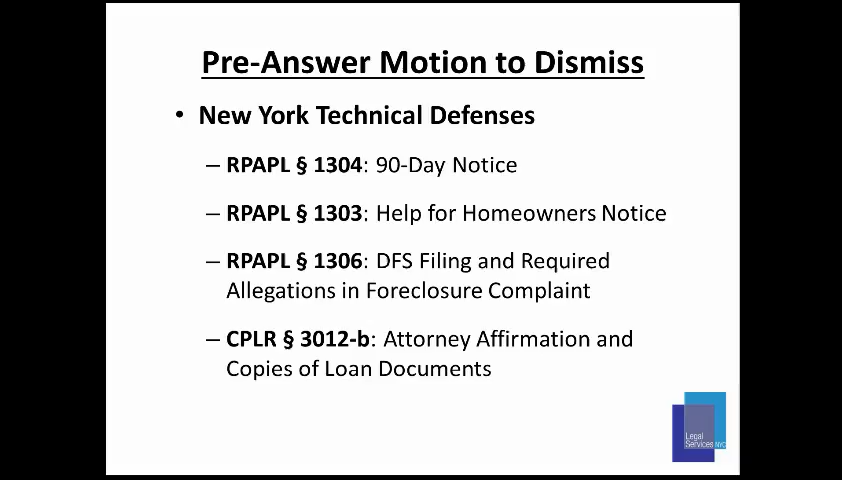 Pre-Answer Motion to Dismiss
• New York Technical Defenses
– RPAPL § 1304: 90-Day Notice
– RPAPL § 1303: Help for Homeowners Notice
– RPAPL § 1306: DFS Filing and Required
Allegations in Foreclosure Complaint
– CPLR § 3012-b: Attorney Affirmation and
Copies of Loan Documents
Legal
Services NYC